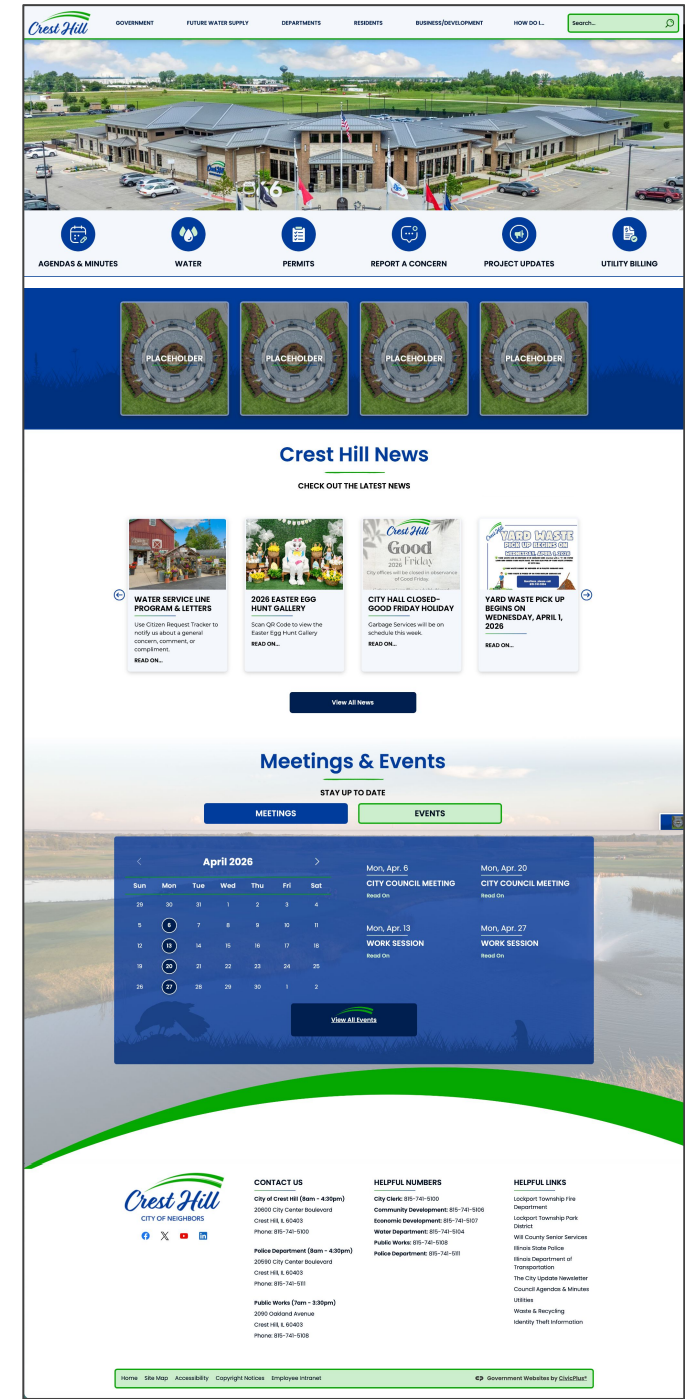 Crest Hill
GOVERNMENT
FUTURE WATER SUPPLY
DEPARTMENTS
RESIDENTS
BUSINESS/DEVELOPMENT
HOW DO I...
Search...
AGENDAS & MINUTES
WATER
PERMITS
REPORT A CONCERN
PROJECT UPDATES
UTILITY BILLING
PLACEHOLDER
PLACEHOLDER
PLACEHOLDER
PLACEHOLDER
Crest Hill News
CHECK OUT THE LATEST NEWS
WATER SERVICE LINE
PROGRAM & LETTERS
Use Citizen Request Tracker to
notify us about a general
concern, comment, or
compliment.
READ ON...
2026 EASTER EGG
HUNT GALLERY
Scan QR Code to view the
Easter Egg Hunt Gallery
READ ON...
Crest Hill
Good
2026 Friday
City offices will be closed in observance
of Good Friday.
CITY HALL CLOSED-
GOOD FRIDAY HOLIDAY
Garbage Services will be on
schedule this week.
READ ON...
YARD WASTE
PICK UP BEGINS ON
WEDNESDAY, APRIL 1, 2026
YARD WASTE PICK UP
BEGINS ON
WEDNESDAY, APRIL 1,
2026
READ ON...
View All News
Meetings & Events
STAY UP TO DATE
MEETINGS
EVENTS
April 2026
Sun Mon Tue Wed Thu Fri Sat
29 30 31 1 2 3 4
5 6 7 8 9 10 11
12 13 14 15 16 17 18
19 20 21 22 23 24 25
26 27 28 29 30 1 2
Mon, Apr. 6
CITY COUNCIL MEETING
Read On
Mon, Apr. 20
CITY COUNCIL MEETING
Read On
Mon, Apr. 13
WORK SESSION
Read On
Mon, Apr. 27
WORK SESSION
Read On
View All Events
Crest Hill
CITY OF NEIGHBORS
CONTACT US
City of Crest Hill (8am - 4:30pm)
20600 City Center Boulevard
Crest Hill, IL 60403
Phone: 815-741-5100
Police Department (8am - 4:30pm)
20590 City Center Boulevard
Crest Hill, IL 60403
Phone: 815-741-5111
Public Works (7am - 3:30pm)
2090 Oakland Avenue
Crest Hill, IL 60403
Phone: 815-741-5108
HELPFUL NUMBERS
City Clerk: 815-741-5100
Community Development: 815-741-5106
Economic Development: 815-741-5107
Water Department: 815-741-5104
Public Works: 815-741-5108
Police Department: 815-741-5111
HELPFUL LINKS
Lockport Township Fire
Department
Lockport Township Park
District
Will County Senior Services
Illinois State Police
Illinois Department of
Transportation
The City Update Newsletter
Council Agendas & Minutes
Utilities
Waste & Recycling
Identity Theft Information
Home Site Map Accessibility Copyright Notices Employee Intranet
Government Websites by CivicPlus®